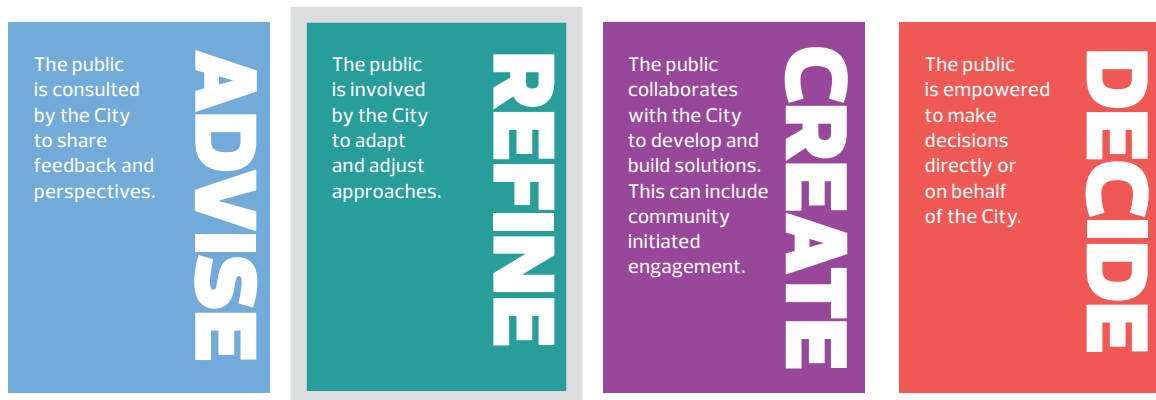 The public
is consulted
by the City
to share
feedback and
perspectives.
ADVISE
The public
is involved
by the City
to adapt
and adjust
approaches.
REFINE
The public
collaborates
with the City
to develop and
build solutions.
This can include
community
initiated
engagement.
CREATE
The public
is empowered
to make
decisions
directly or
on behalf
of the City.
DECIDE